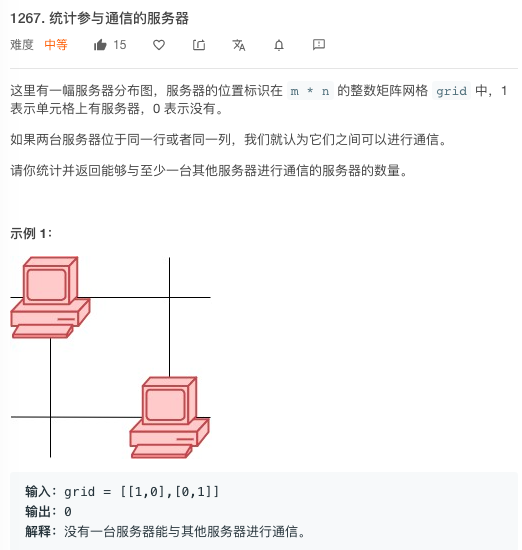 1267. 统计参与通信的服务器
难度 中等 15
这里有一幅服务器分布图，服务器的位置标识在 m * n 的整数矩阵网格 grid 中，1
表示单元格上有服务器，0 表示没有。
如果两台服务器位于同一行或者同一列，我们就认为它们之间可以进行通信。
请你统计并返回能够与至少一台其他服务器进行通信的服务器的数量。
示例 1：
输入：grid = [[1,0],[0,1]]
输出：0
解释：没有一台服务器能与其他服务器进行通信。